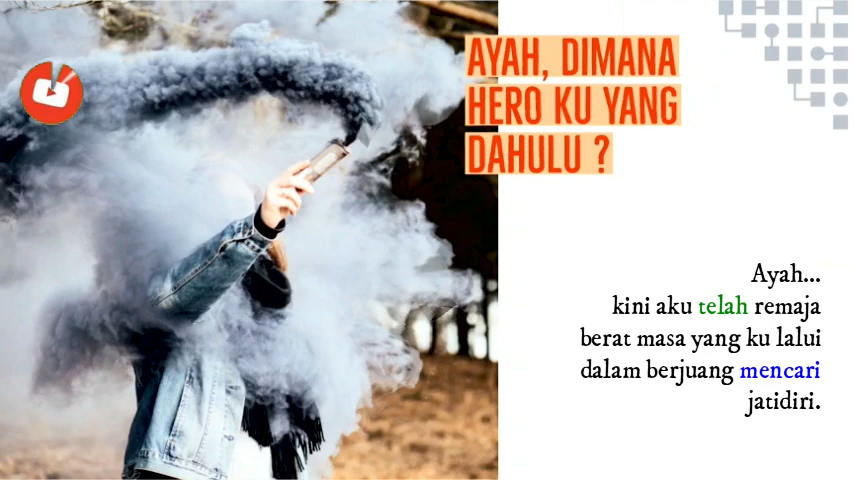 AYAH, DIMANA
HERO KU YANG
DAHULU ?
Ayah...
kini aku telah remaja
berat masa yang ku lalui
dalam berjuang mencari
jatidiri.